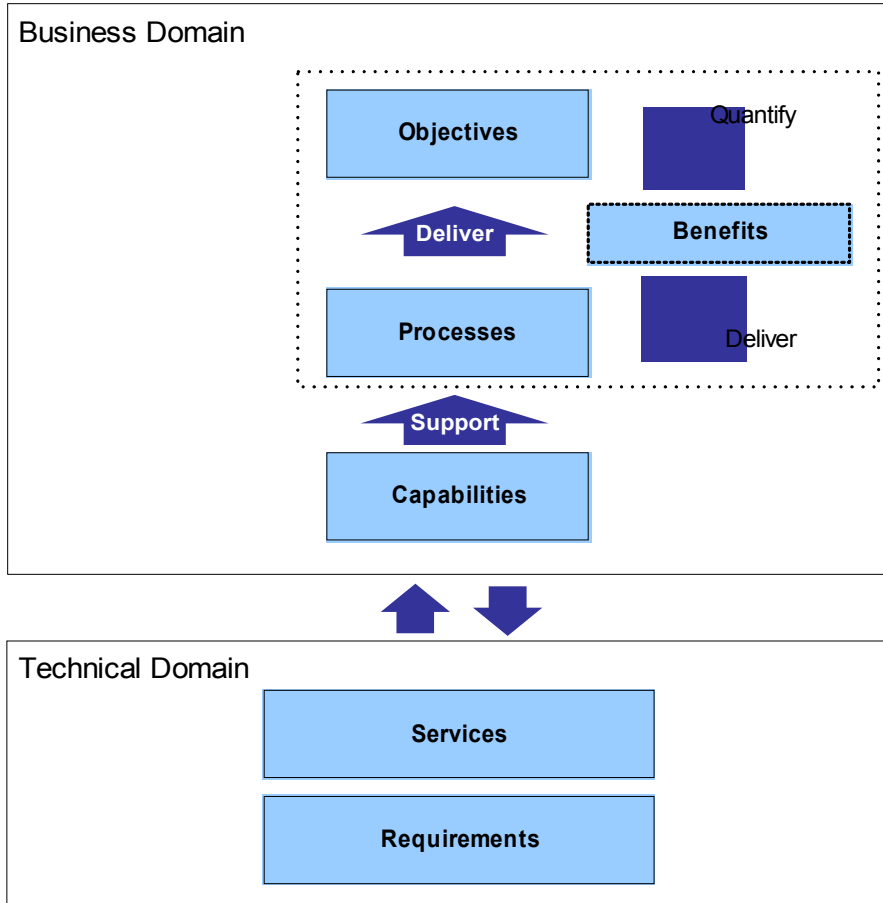 Business Domain
Objectives
Quantify
Deliver
Benefits
Processes
Deliver
Support
Capabilities
Technical Domain
Services
Requirements